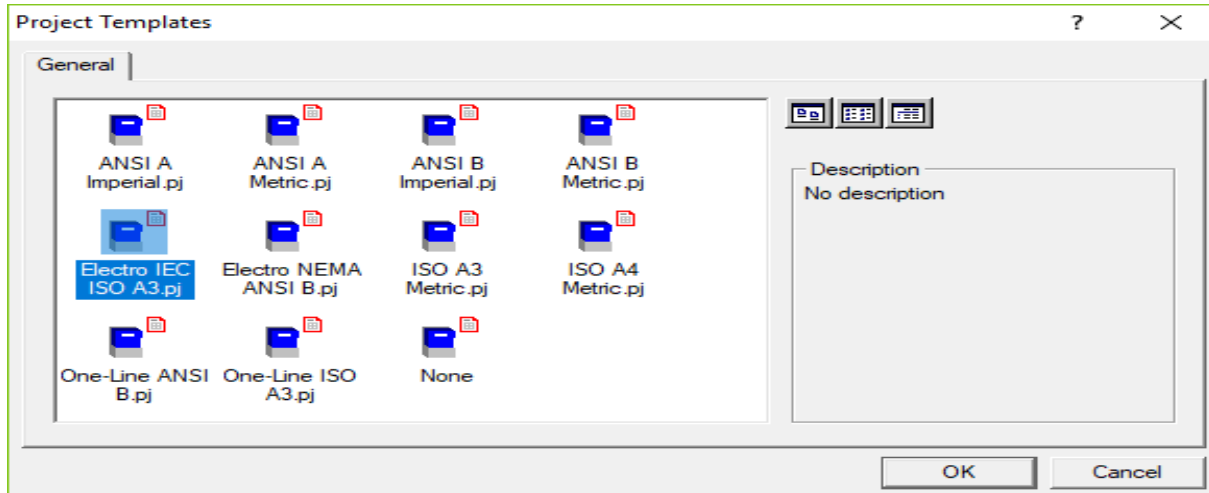 Project Templates
?
General
ANSI A
Imperial.pj
ANSI A
Metric.pj
ANSI B
Imperial.pj
ANSI B
Metric.pj
Electro IEC
ISO A3.pj
Electro NEMA
ANSI B.pj
ISO A3
Metric.pj
ISO A4
Metric.pj
One-Line ANSI
B.pj
One-Line ISO
A3.pj
None
Description
No description
OK
Cancel